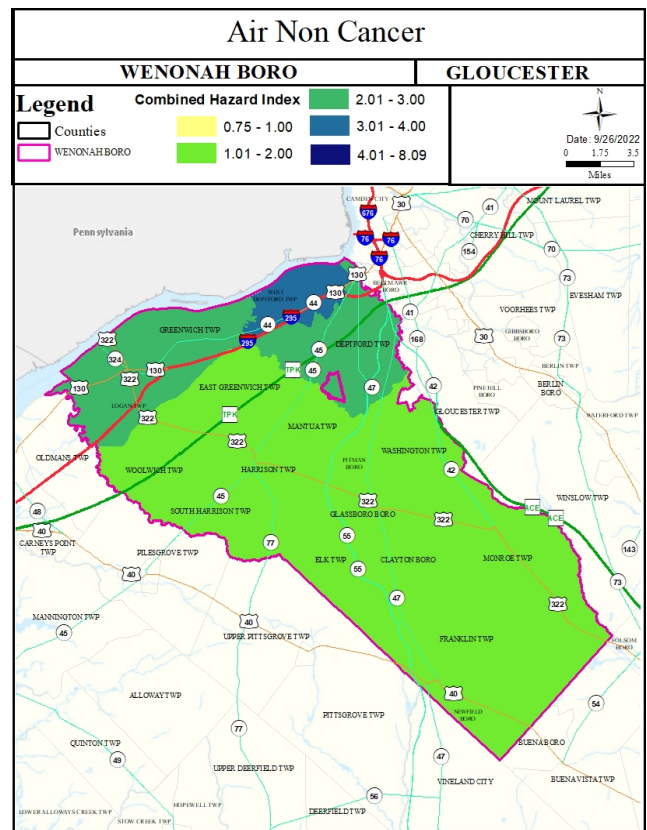 Air Non Cancer
WENONAH BORO
GLOUCESTER
Legend
Counties
WENONAH BORO
Combined Hazard Index
0.75 - 1.00
1.01 - 2.00
2.01 - 3.00
3.01 - 4.00
4.01 - 8.09
N
Date: 9/26/2022
0 1.75 3.5
Miles
CAMDEN CITY
MOUNT LAUREL TWP
30
41
676
70
CHERRY HILL TWP
Pennsylvania
76
76
154
70
76
130
BELLMAWR BORO
73
EVESHAM TWP
WEST DEPTFORD TWP
130
44
41
VOORHEES TWP
295
44
GREENWICH TWP
GIBBSBORO BORO
322
295
45
DEPTFORD TWP
168
30
73
324
130
TPK
45
BERLIN TWP
322
130
EAST GREENWICH TWP
47
42
PINE HILL BORO
BERLIN BORO
LOGAN TWP
322
TPK
GLOUCESTER TWP
WATERFORD TWP
MANTUA TWP
322
OLDMANS TWP
WASHINGTON TWP
PITMAN BORO
WOOLWICH TWP
HARRISON TWP
42
45
322
WINSLOW TWP
48
SOUTH HARRISON TWP
GLASSBORO BORO
322
ACE
ACE
40
CARNEYS POINT TWP
77
55
143
PILESGROVE TWP
ELK TWP
CLAYTON BORO
MONROE TWP
55
40
73
47
322
MANNINGTON TWP
40
45
UPPER PITTSGROVE TWP
FRANKLIN TWP
FOLSOM BORO
ALLOWAY TWP
40
54
PITTSGROVE TWP
NEWFIELD BORO
77
QUINTON TWP
BUENA BORO
49
47
UPPER DEERFIELD TWP
VINELAND CITY
BUENA VISTA TWP
56
HOPEWELL TWP
LOWER ALLOWAYS CREEK TWP
DEERFIELD TWP
STOW CREEK TWP